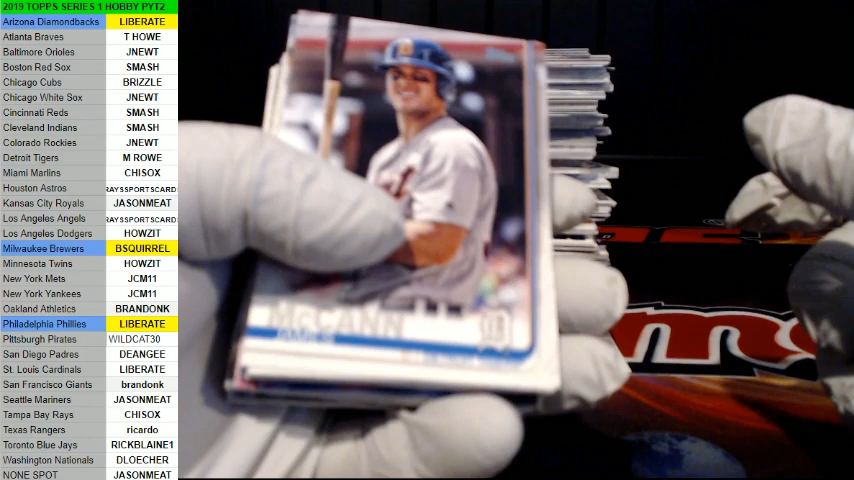 2019 TOPPS SERIES 1 HOBBY PYT2
Arizona Diamondbacks LIBERATE
Atlanta Braves T HOWE
Baltimore Orioles JNEWT
Boston Red Sox SMASH
Chicago Cubs BRIZZLE
Chicago White Sox JNEWT
Cincinnati Reds SMASH
Cleveland Indians SMASH
Colorado Rockies JNEWT
Detroit Tigers M ROWE
Miami Marlins CHISOX
Houston Astros RAYSSPORTSCARD
Kansas City Royals JASONMEAT
Los Angeles Angels RAYSSPORTSCARD
Los Angeles Dodgers HOWZIT
Milwaukee Brewers BSQUIRREL
Minnesota Twins HOWZIT
New York Mets JCM11
New York Yankees JCM11
Oakland Athletics BRANDONK
Philadelphia Phillies LIBERATE
Pittsburgh Pirates WILDCAT30
San Diego Padres DEANGEE
St. Louis Cardinals LIBERATE
San Francisco Giants brandonk
Seattle Mariners JASONMEAT
Tampa Bay Rays CHISOX
Texas Rangers ricardo
Toronto Blue Jays RICKBLAINE1
Washington Nationals DLOECHER
NONE SPOT JASONMEAT
McCANN
JAMES